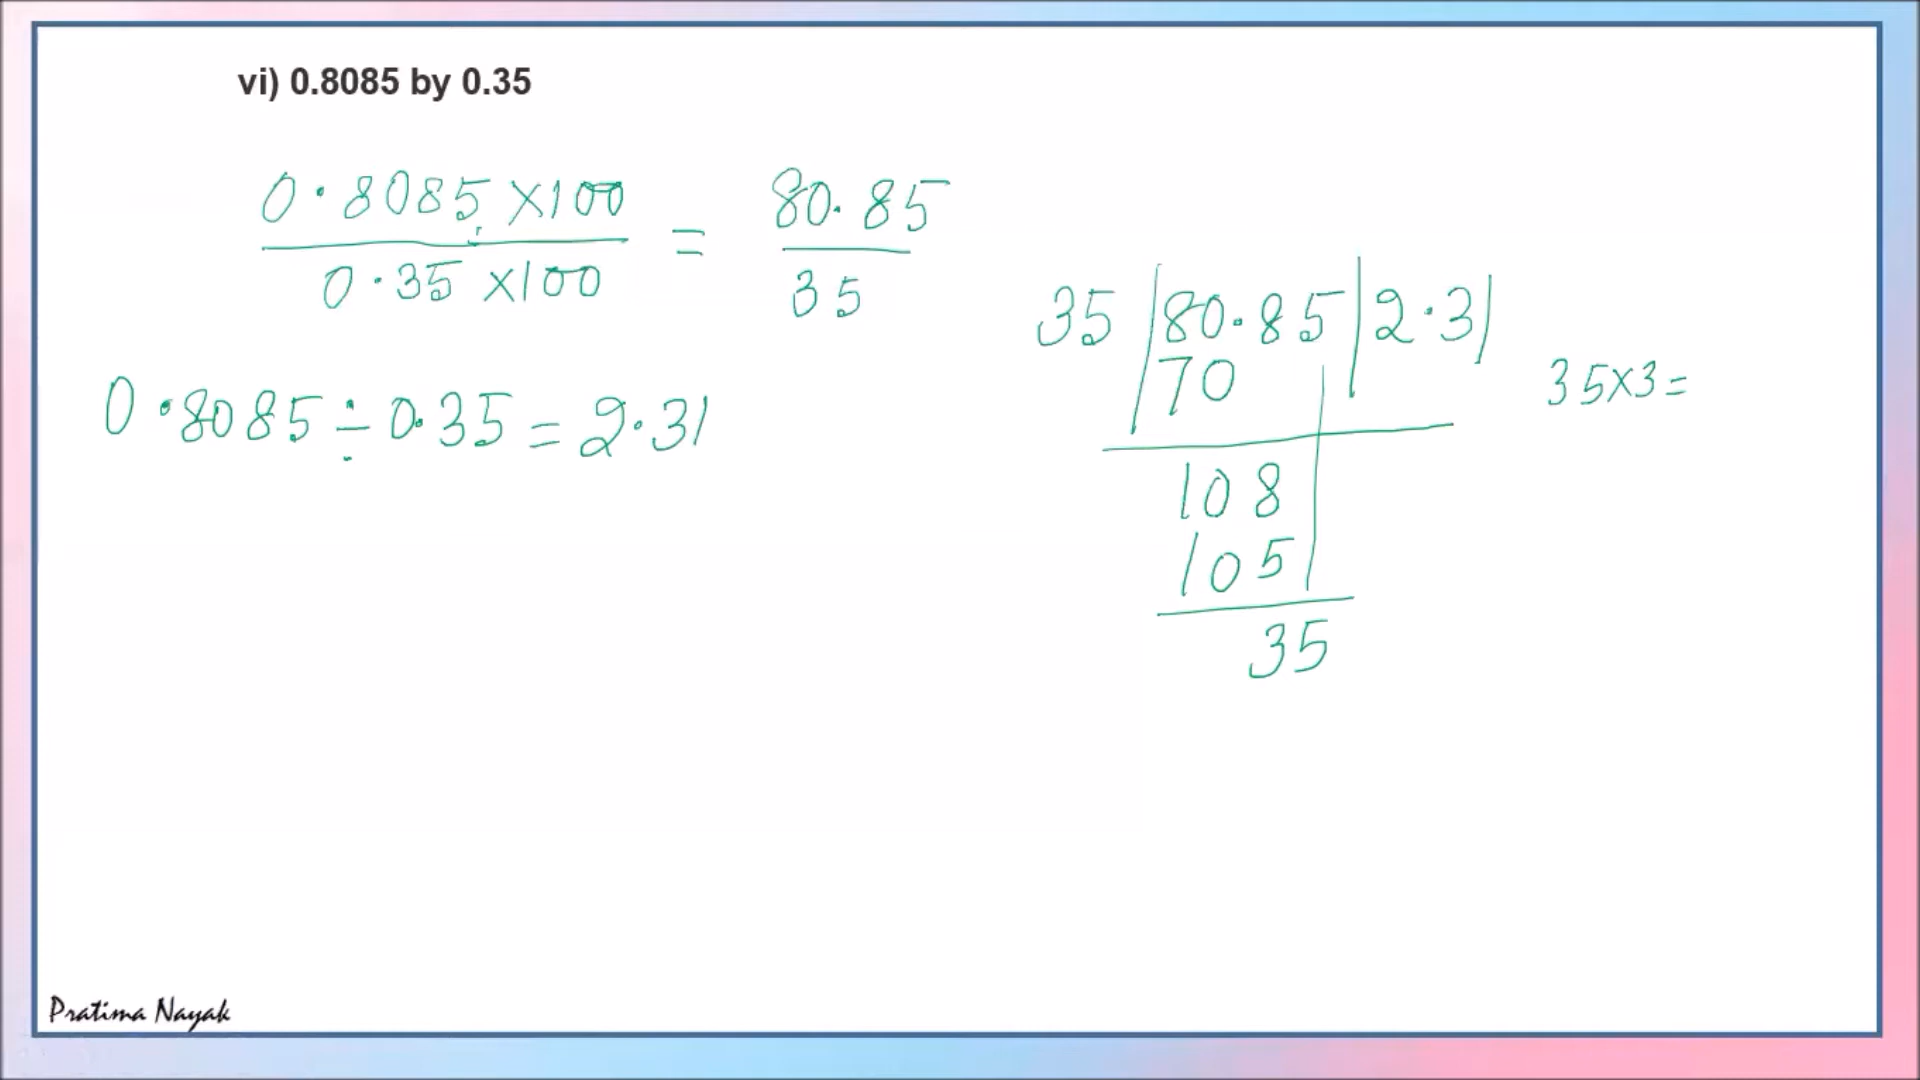 vi) 0.8085 by 0.35
0.8085 ×100
0.35 ×100
=
80.85
35
35 |80.85| 2.31
70
35×3=
108
105
35
0.8085 ÷ 0.35 = 2.31
Pratima Nayak